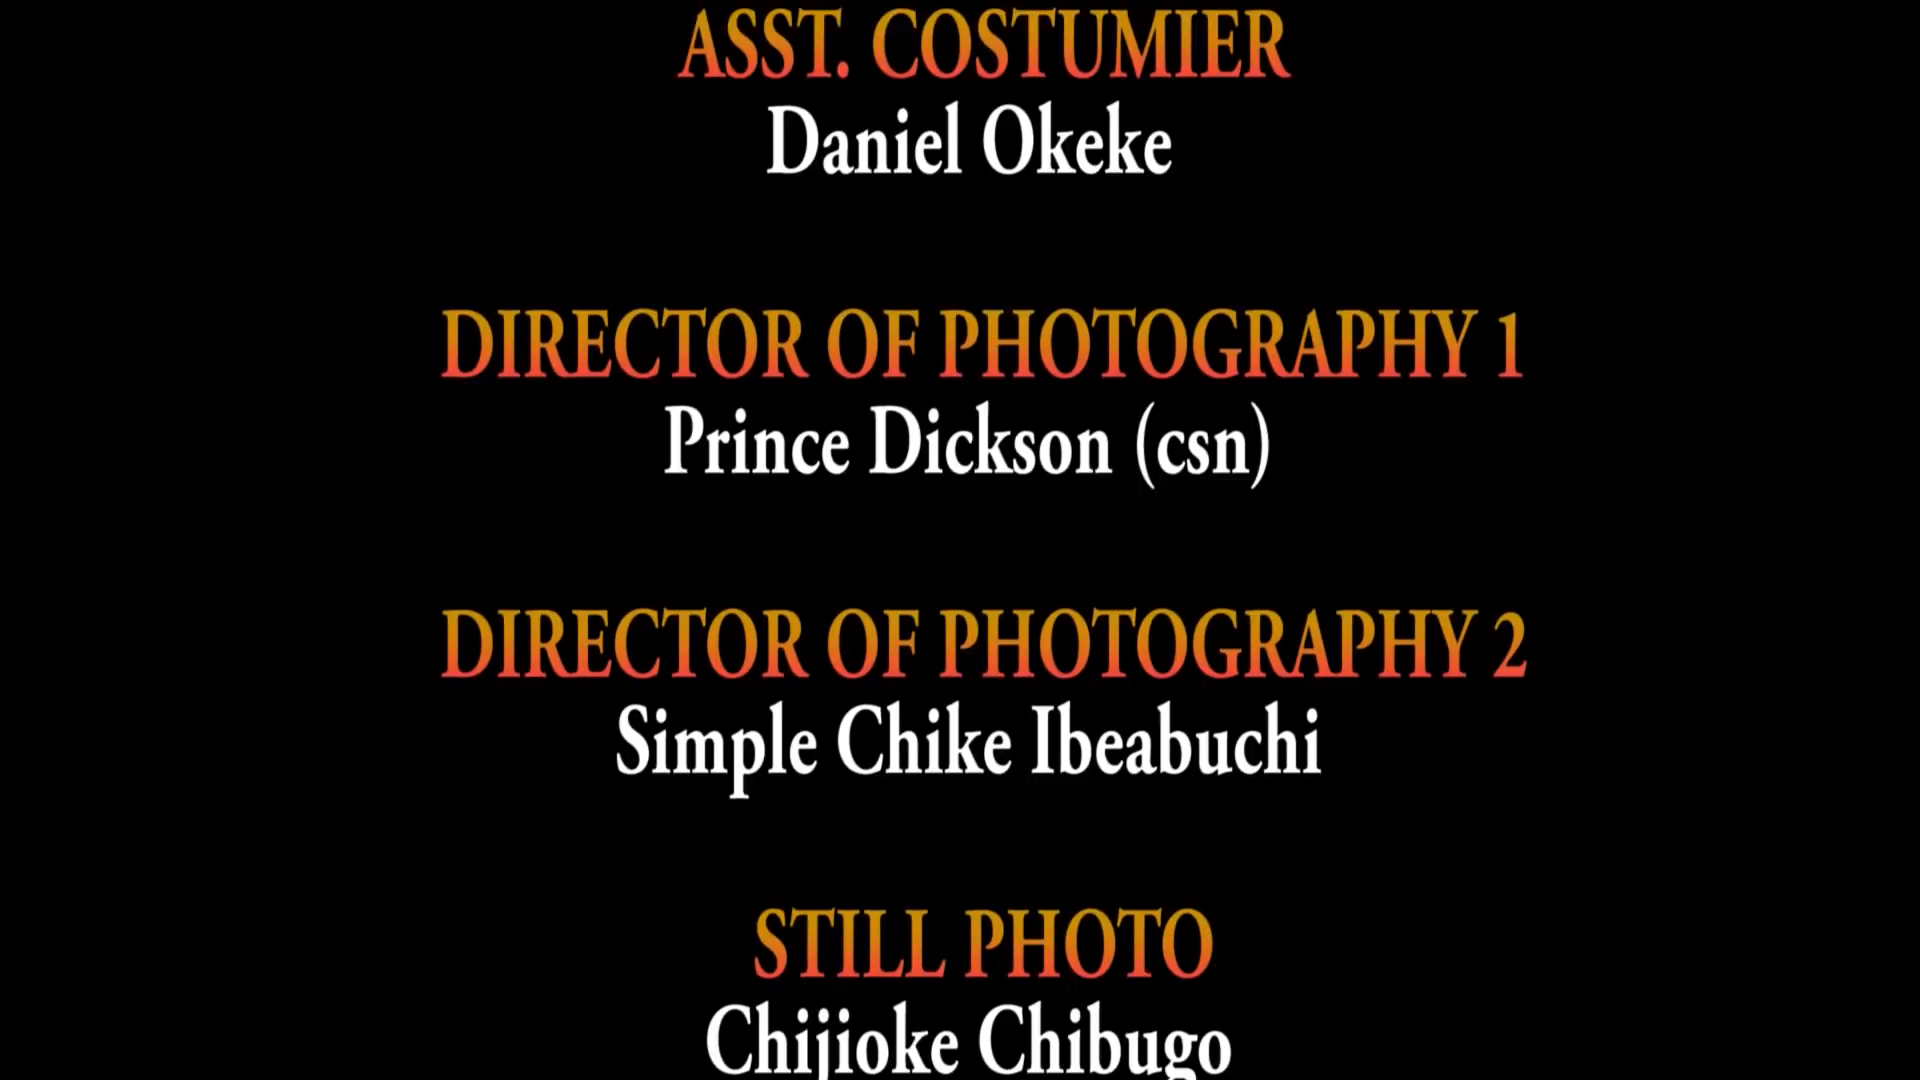 ASST. COSTUMIER
Daniel Okeke
DIRECTOR OF PHOTOGRAPHY 1
Prince Dickson (csn)
DIRECTOR OF PHOTOGRAPHY 2
Simple Chike Ibeabuchi
STILL PHOTO
Chijioke Chibugo